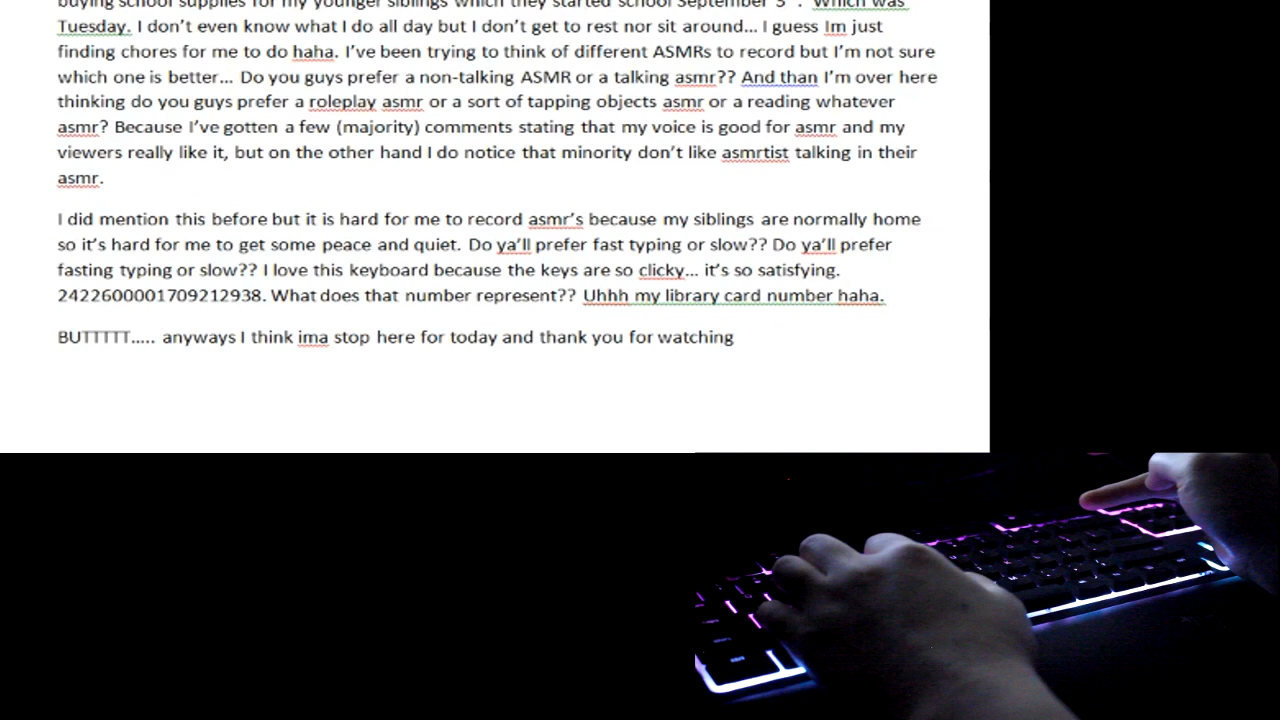 buying school supplies for my younger siblings which they started school September 3 . Which was
Tuesday. I don't even know what I do all day but I don't get to rest nor sit around... I guess Im just
finding chores for me to do haha. I've been trying to think of different ASMRs to record but I'm not sure
which one is better... Do you guys prefer a non-talking ASMR or a talking asmr?? And than I'm over here
thinking do you guys prefer a roleplay asmr or a sort of tapping objects asmr or a reading whatever
asmr? Because I've gotten a few (majority) comments stating that my voice is good for asmr and my
viewers really like it, but on the other hand I do notice that minority don't like asmrtist talking in their
asmr.
I did mention this before but it is hard for me to record asmr's because my siblings are normally home
so it's hard for me to get some peace and quiet. Do ya'll prefer fast typing or slow?? Do ya'll prefer
fasting typing or slow?? I love this keyboard because the keys are so clicky... it's so satisfying.
2422600001709212938. What does that number represent?? Uhhh my library card number haha.
BUTTTTT..... anyways I think ima stop here for today and thank you for watching